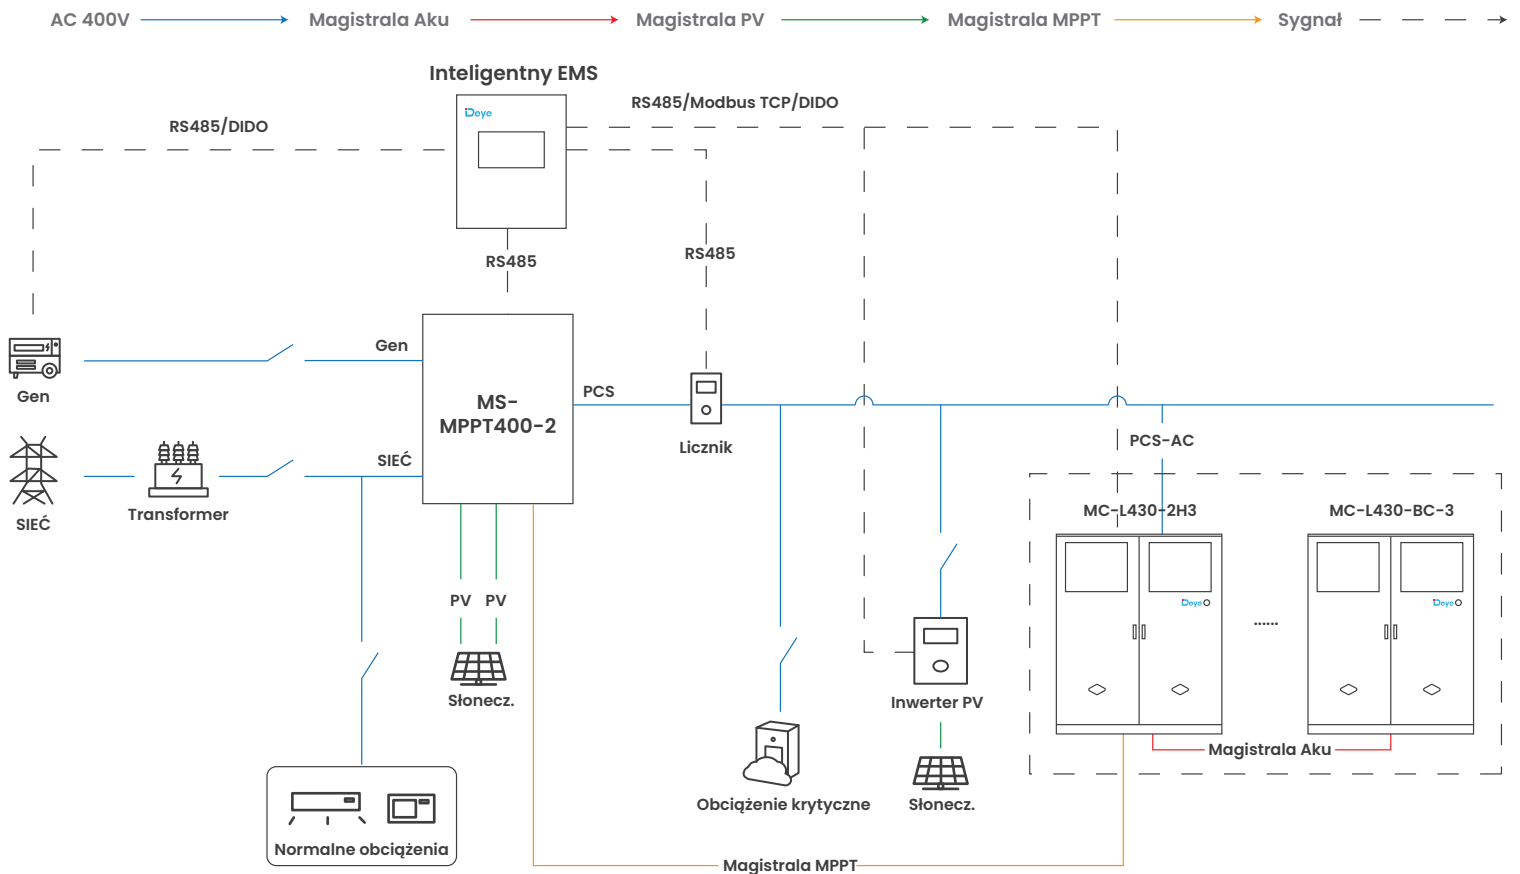 AC 400V
Magistrala Aku
Magistrala PV
Magistrala MPPT
Sygnał
Inteligentny EMS
Deye
RS485/DIDO
RS485/Modbus TCP/DIDO
RS485
RS485
Gen
Gen
MS-
MPPT400-2
PCS
Licznik
SIEĆ
SIEĆ
Transformer
PCS-AC
MC-L430-2H3
MC-L430-BC-3
Deye
Deye
......
PV
PV
Słonecz.
Inwerter PV
Magistrala Aku
Obciążenie krytyczne
Słonecz.
Normalne obciążenia
Magistrala MPPT